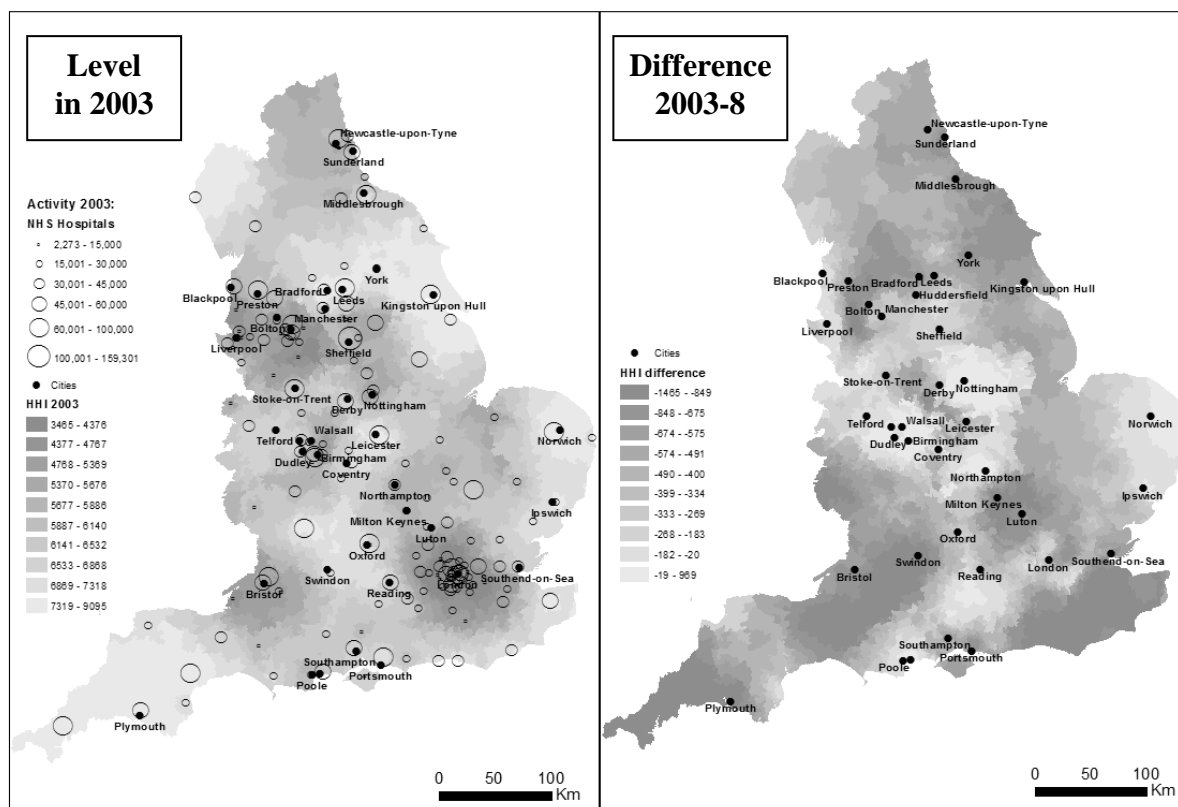 Level
in 2003
Newcastle-upon-Tyne
Sunderland
Middlesbrough
Activity 2003:
NHS Hospitals
2,273 - 15,000
15,001 - 30,000
30,001 - 45,000
45,001 - 60,000
60,001 - 100,000
100,001 - 159,301
Cities
HHI 2003
3465 - 4376
4377 - 4767
4768 - 5369
5370 - 5676
5677 - 5886
5887 - 6140
6141 - 6532
6533 - 6868
6869 - 7318
7319 - 9095
York
Blackpool
Preston
Bradford
Leeds
Kingston upon Hull
Bolton
Manchester
Liverpool
Sheffield
Stoke-on-Trent
Derby
Nottingham
Telford
Walsall
Leicester
Norwich
Dudley
Birmingham
Coventry
Northampton
Ipswich
Milton Keynes
Luton
Oxford
Swindon
London
Southend-on-Sea
Bristol
Reading
Southampton
Portsmouth
Poole
Plymouth
0 50 100
Km
Difference
2003-8
Newcastle-upon-Tyne
Sunderland
Middlesbrough
York
Blackpool
Preston
Bradford
Leeds
Kingston upon Hull
Huddersfield
Bolton
Manchester
Liverpool
Sheffield
Cities
HHI difference
-1465 - -849
-848 - -675
-674 - -575
-574 - -491
-490 - -400
-399 - -334
-333 - -269
-268 - -183
-182 - -20
-19 - 969
Stoke-on-Trent
Derby
Nottingham
Telford
Walsall
Leicester
Norwich
Dudley
Birmingham
Coventry
Northampton
Ipswich
Milton Keynes
Luton
Oxford
Swindon
London
Southend-on-Sea
Bristol
Reading
Southampton
Portsmouth
Poole
Plymouth
0 50 100
Km